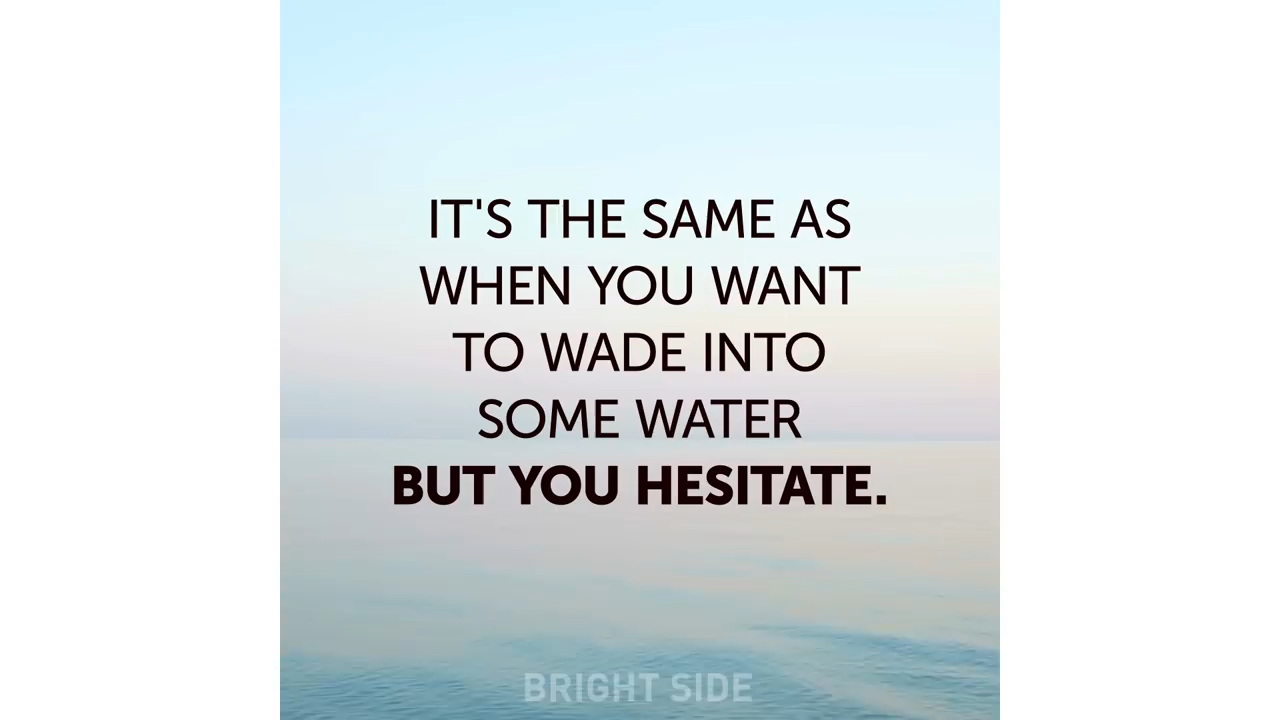 IT'S THE SAME AS
WHEN YOU WANT
TO WADE INTO
SOME WATER
BUT YOU HESITATE.
BRIGHT SIDE